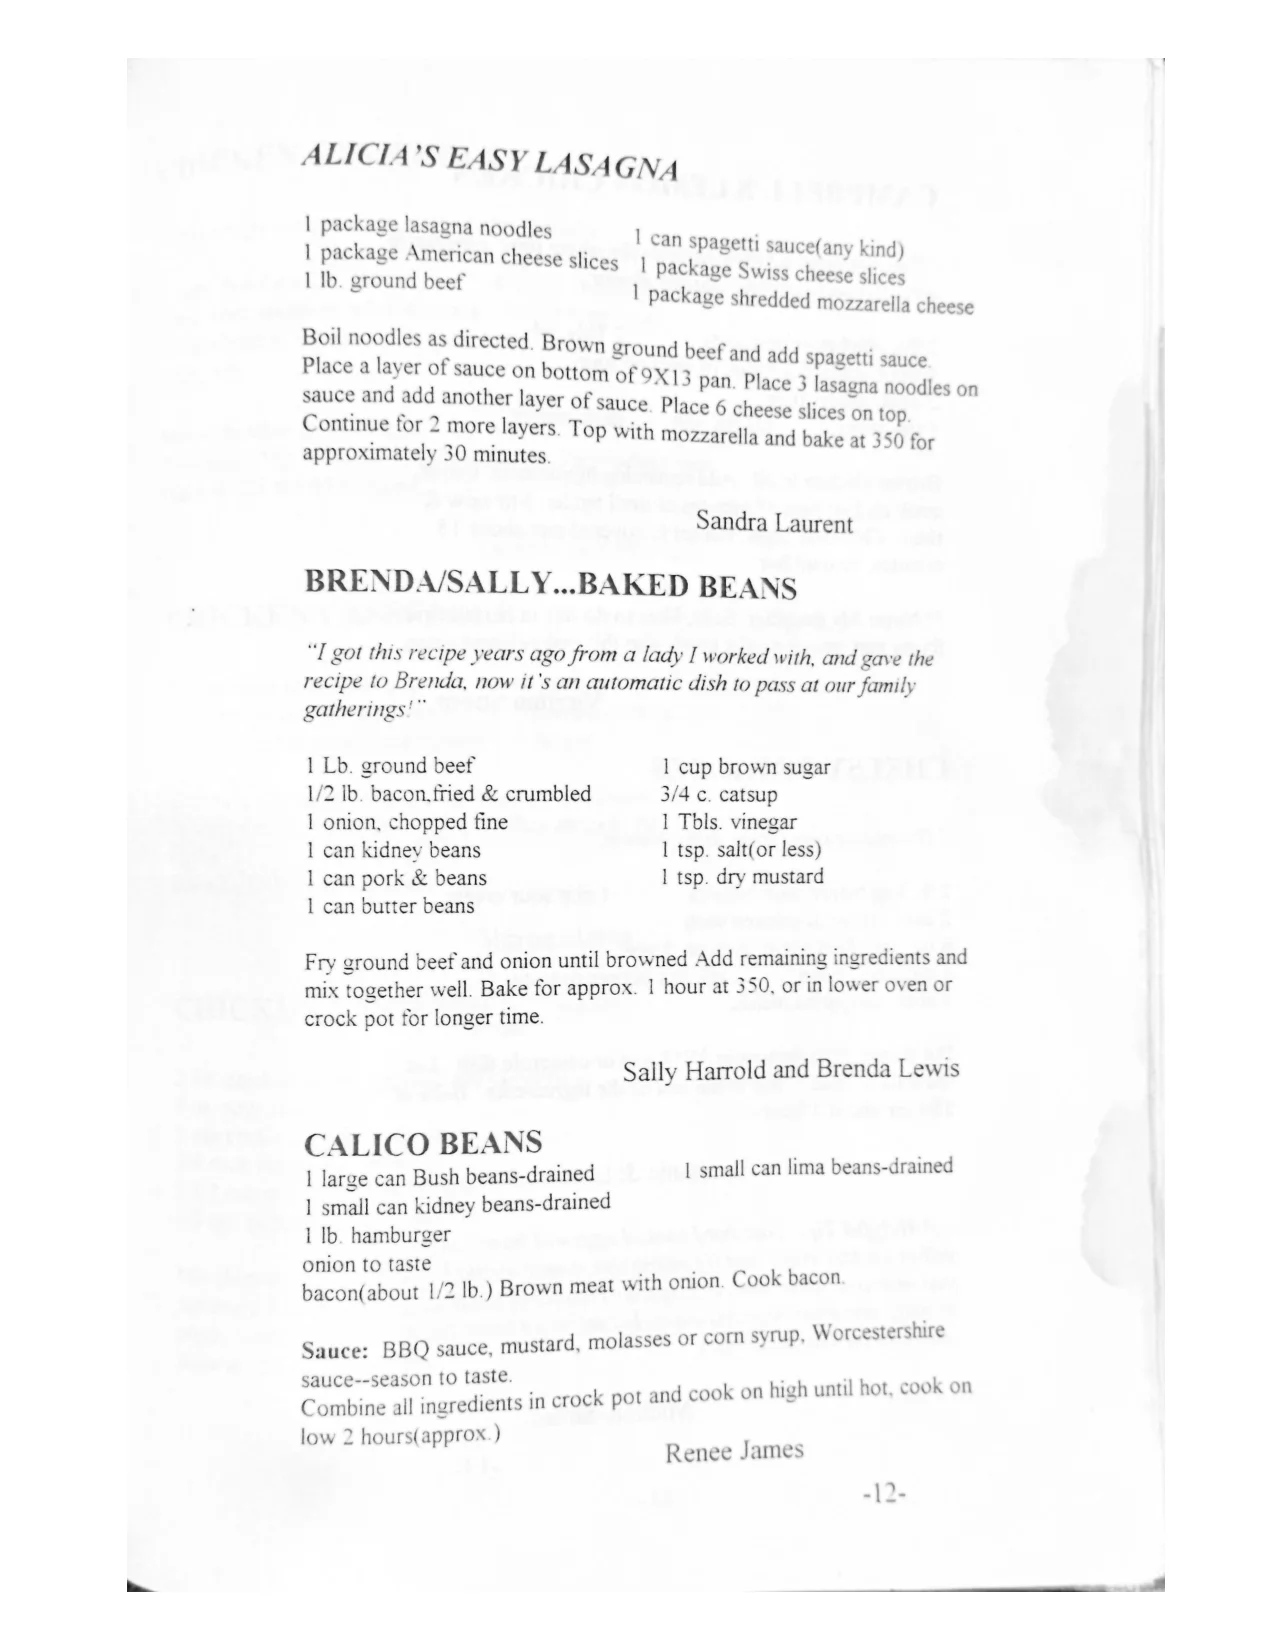 ALICIA'S EASY LASAGNA
1 package lasagna noodles 1 can spagetti sauce(any kind)
1 package American cheese slices 1 package Swiss cheese slices
1 lb. ground beef 1 package shredded mozzarella cheese
Boil noodles as directed. Brown ground beef and add spagetti sauce.
Place a layer of sauce on bottom of 9X13 pan. Place 3 lasagna noodles on
sauce and add another layer of sauce. Place 6 cheese slices on top.
Continue for 2 more layers. Top with mozzarella and bake at 350 for
approximately 30 minutes.
Sandra Laurent
BRENDA/SALLY...BAKED BEANS
"I got this recipe years ago from a lady I worked with, and gave the
recipe to Brenda, now it's an automatic dish to pass at our family
gatherings!"
1 Lb. ground beef 1 cup brown sugar
1/2 lb. bacon,fried & crumbled 3/4 c. catsup
1 onion, chopped fine 1 Tbls. vinegar
1 can kidney beans 1 tsp. salt(or less)
1 can pork & beans 1 tsp. dry mustard
1 can butter beans
Fry ground beef and onion until browned Add remaining ingredients and
mix together well. Bake for approx. 1 hour at 350, or in lower oven or
crock pot for longer time.
Sally Harrold and Brenda Lewis
CALICO BEANS
1 large can Bush beans-drained 1 small can lima beans-drained
1 small can kidney beans-drained
1 lb. hamburger
onion to taste
bacon(about 1/2 lb.) Brown meat with onion. Cook bacon.
Sauce: BBQ sauce, mustard, molasses or corn syrup, Worcestershire
sauce--season to taste.
Combine all ingredients in crock pot and cook on high until hot, cook on
low 2 hours(approx.)
Renee James
-12-